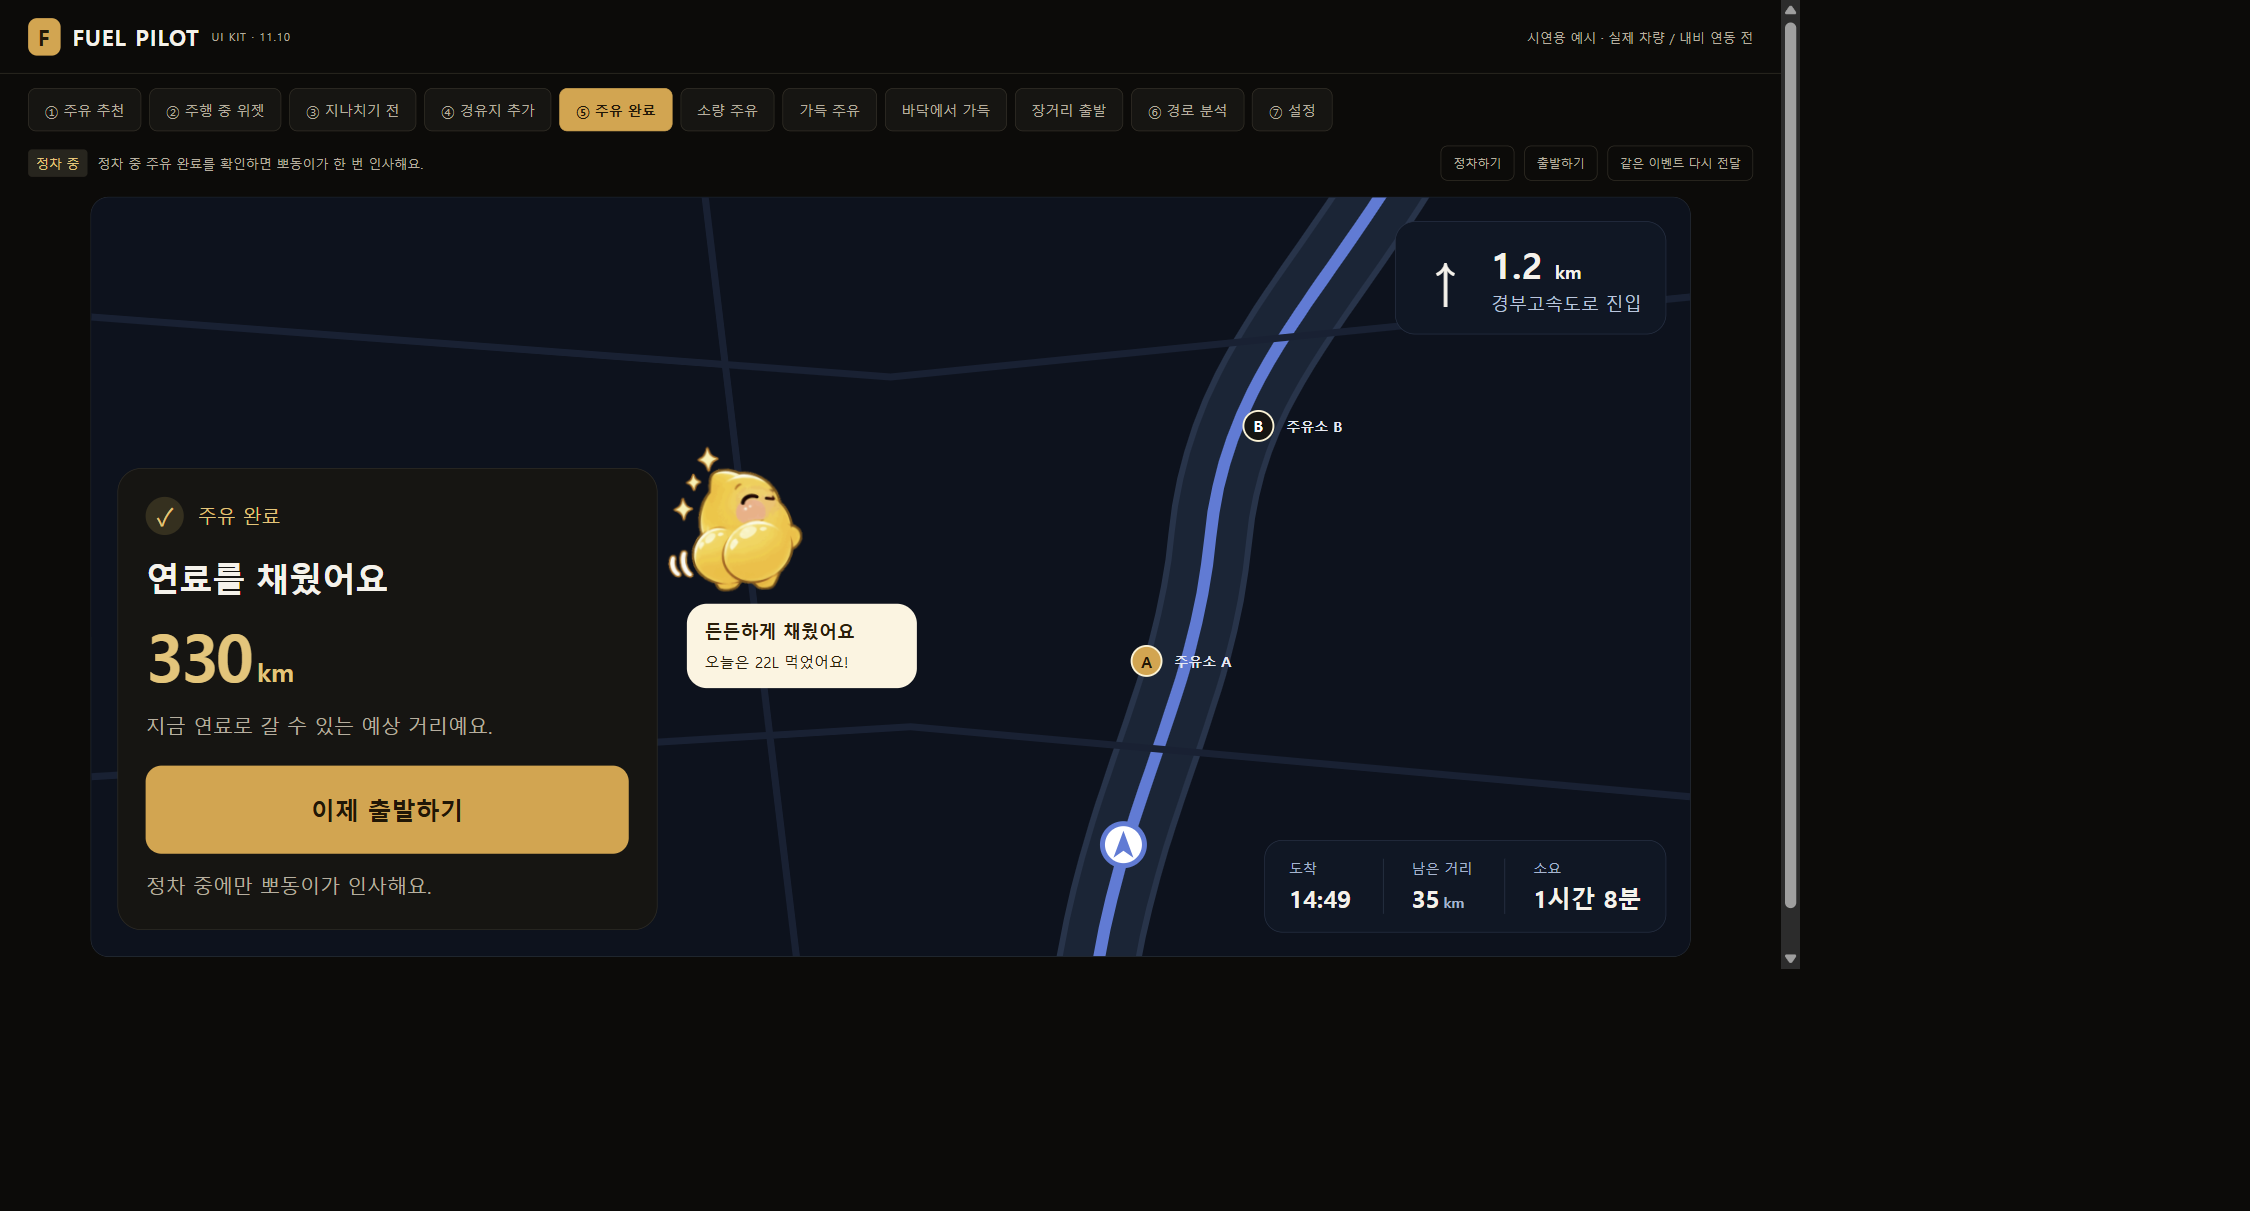 F FUEL PILOT UI KIT · 11.10
시연용 예시 · 실제 차량 / 내비 연동 전
① 주유 추천 ② 주행 중 위젯 ③ 지나치기 전 ④ 경유지 추가 ⑤ 주유 완료 소량 주유 가득 주유 바닥에서 가득 장거리 출발 ⑥ 경로 분석 ⑦ 설정
정차 중 정차 중 주유 완료를 확인하면 뽀동이가 한 번 인사해요.
정차하기 출발하기 같은 이벤트 다시 전달
1.2 km
경부고속도로 진입
B 주유소 B
✓ 주유 완료
연료를 채웠어요
330 km
지금 연료로 갈 수 있는 예상 거리예요.
이제 출발하기
정차 중에만 뽀동이가 인사해요.
든든하게 채웠어요
오늘은 22L 먹었어요!
A 주유소 A
도착 남은 거리 소요
14:49 35 km 1시간 8분